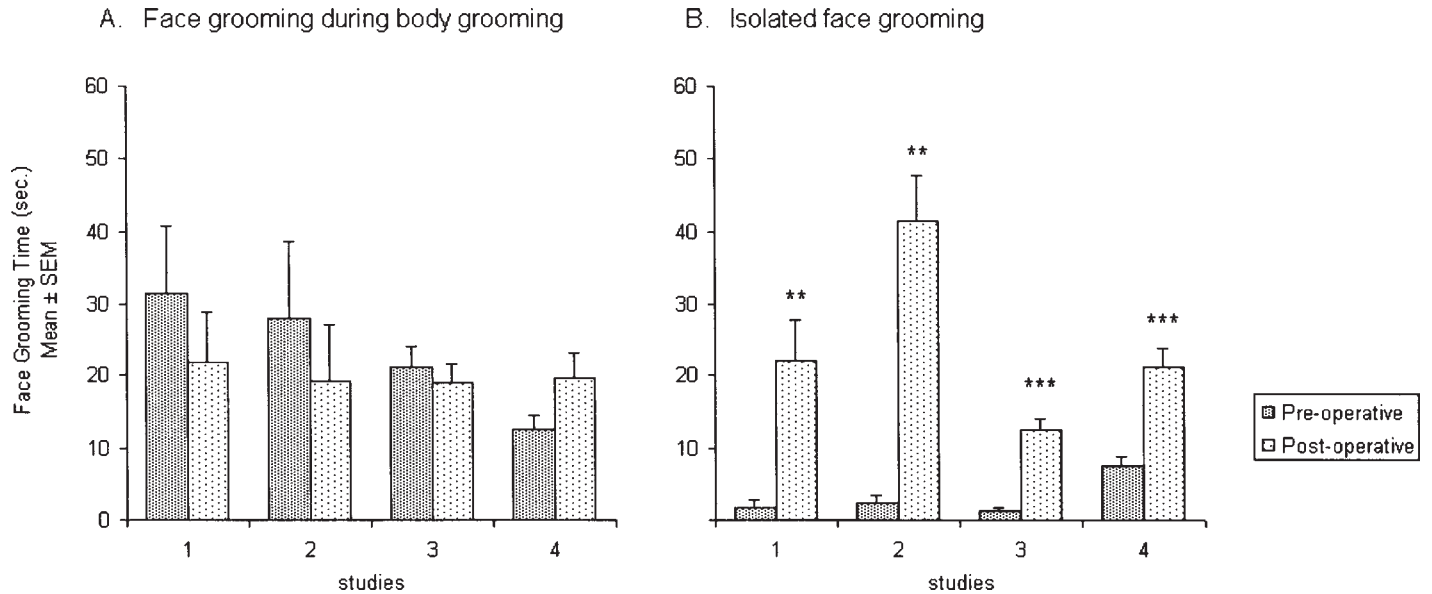 A. Face grooming during body grooming
B. Isolated face grooming
Face Grooming Time (sec.)
Mean ± SEM
60
50
40
30
20
10
0
1 2 3 4
studies
60
50
40
30
20
10
**
**
***
***
1 2 3 4
studies
Pre-operative
Post-operative